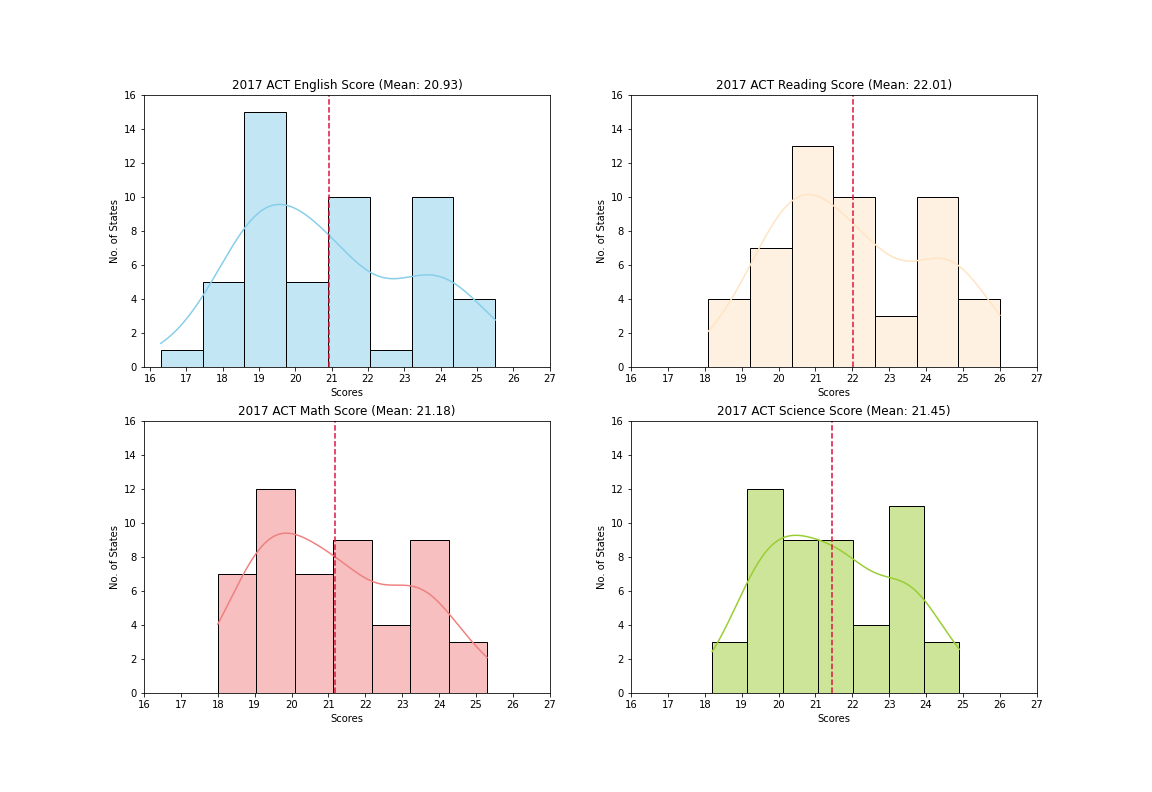 2017 ACT English Score (Mean: 20.93)
No. of States
16
14
12
10
8
6
4
2
0
16 17 18 19 20 21 22 23 24 25 26 27
Scores
2017 ACT Reading Score (Mean: 22.01)
No. of States
16
14
12
10
8
6
4
2
0
16 17 18 19 20 21 22 23 24 25 26 27
Scores
2017 ACT Math Score (Mean: 21.18)
No. of States
16
14
12
10
8
6
4
2
0
16 17 18 19 20 21 22 23 24 25 26 27
Scores
2017 ACT Science Score (Mean: 21.45)
No. of States
16
14
12
10
8
6
4
2
0
16 17 18 19 20 21 22 23 24 25 26 27
Scores